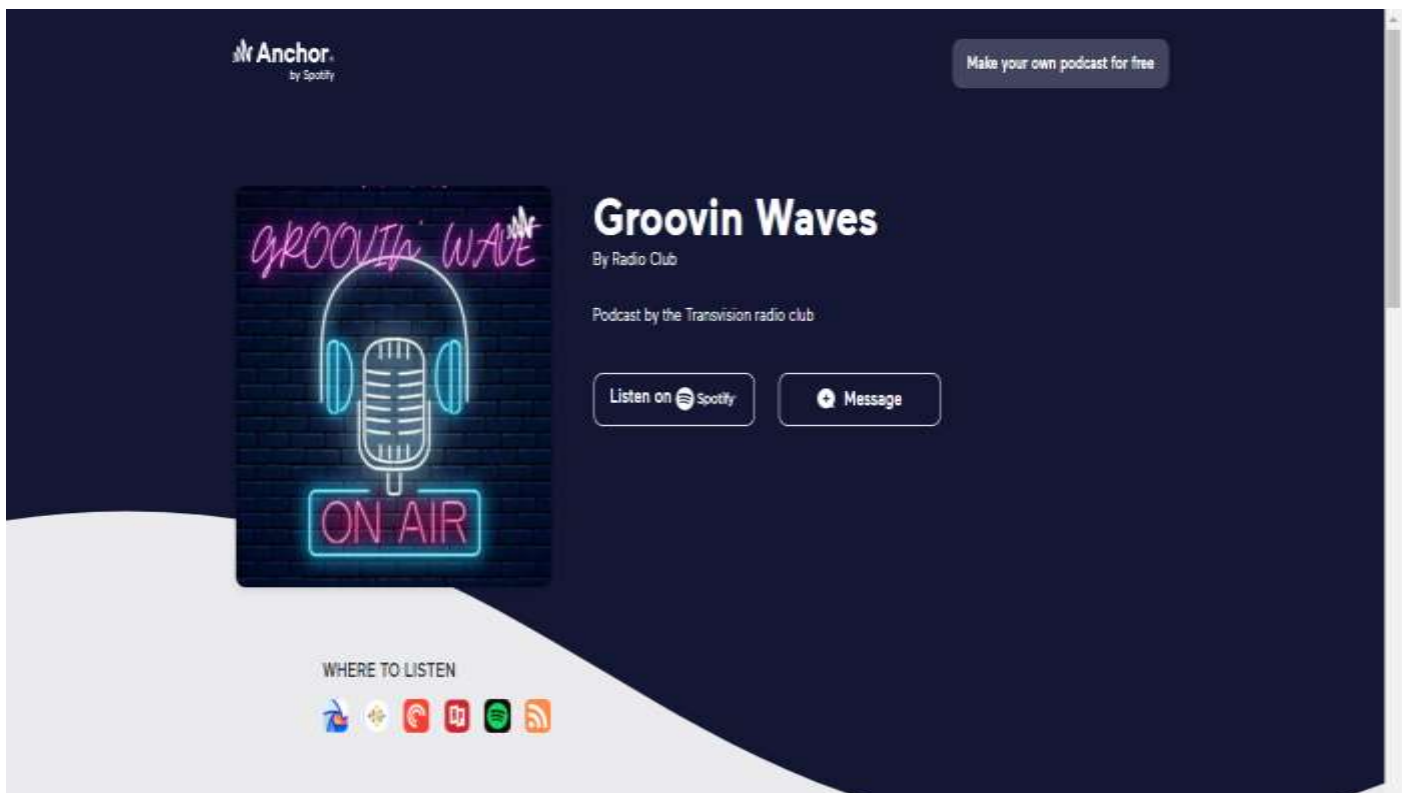 Anchor.
by Spotify
Make your own podcast for free
GROOVIN' WAVE
ON AIR
Groovin Waves
By Radio Club
Podcast by the Transvision radio club
Listen on Spotify
Message
WHERE TO LISTEN